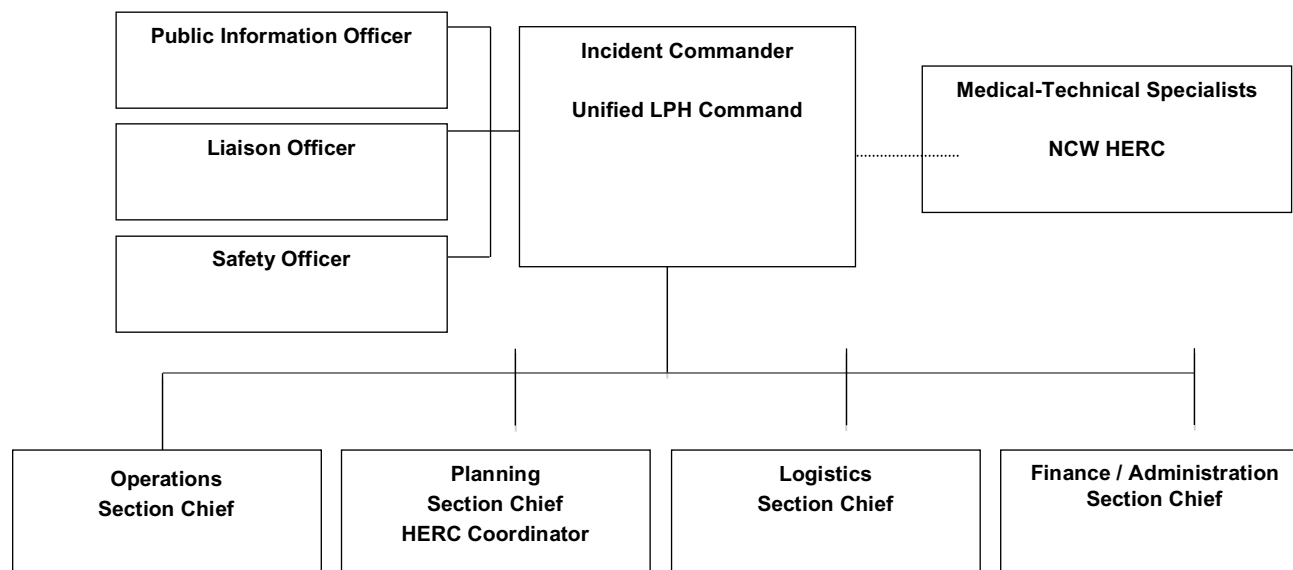 Public Information Officer
Incident Commander
Unified LPH Command
Medical-Technical Specialists
NCW HERC
Liaison Officer
Safety Officer
Operations
Section Chief
Planning
Section Chief
HERC Coordinator
Logistics
Section Chief
Finance / Administration
Section Chief